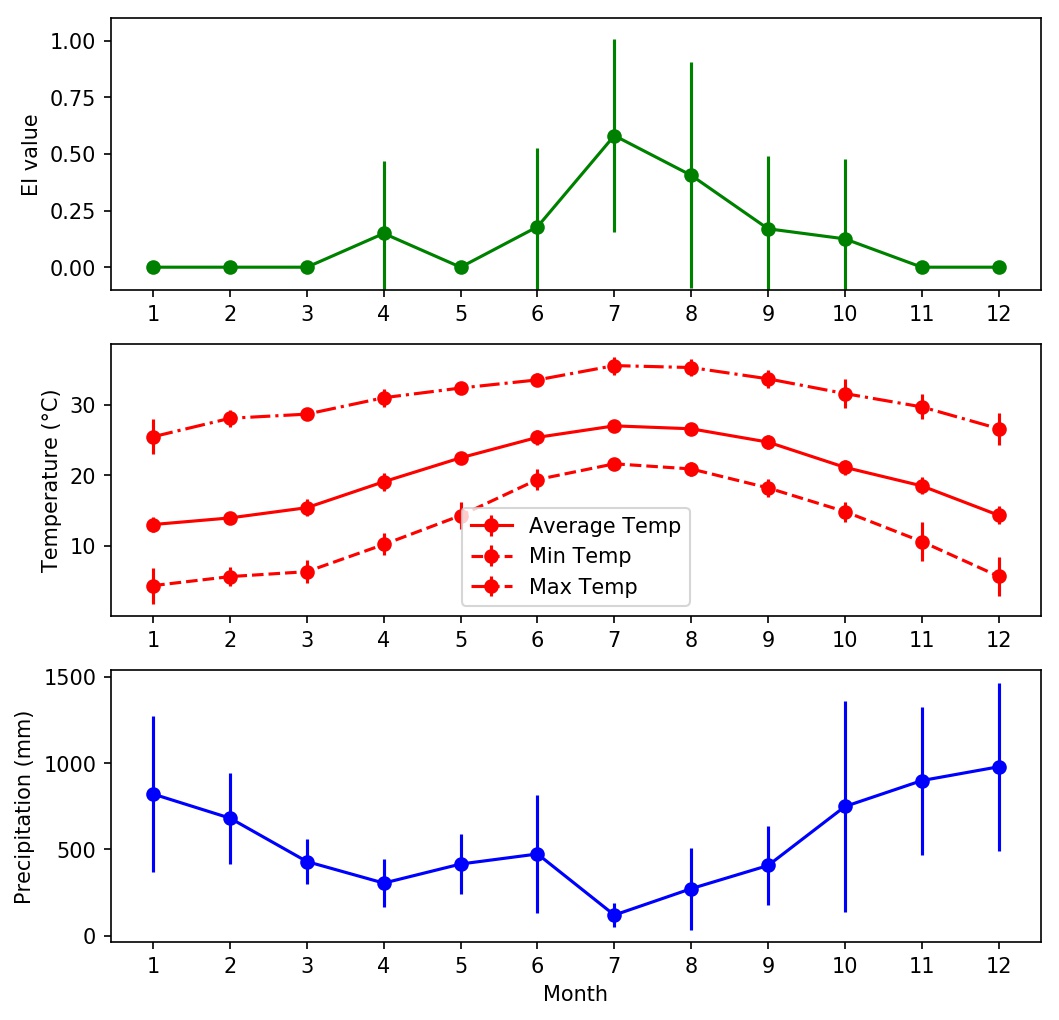 EI value
1.00
0.75
0.50
0.25
0.00
1 2 3 4 5 6 7 8 9 10 11 12
Temperature (°C)
30
20
10
Average Temp
Min Temp
Max Temp
1 2 3 4 5 6 7 8 9 10 11 12
Precipitation (mm)
1500
1000
500
0
1 2 3 4 5 6 7 8 9 10 11 12
Month